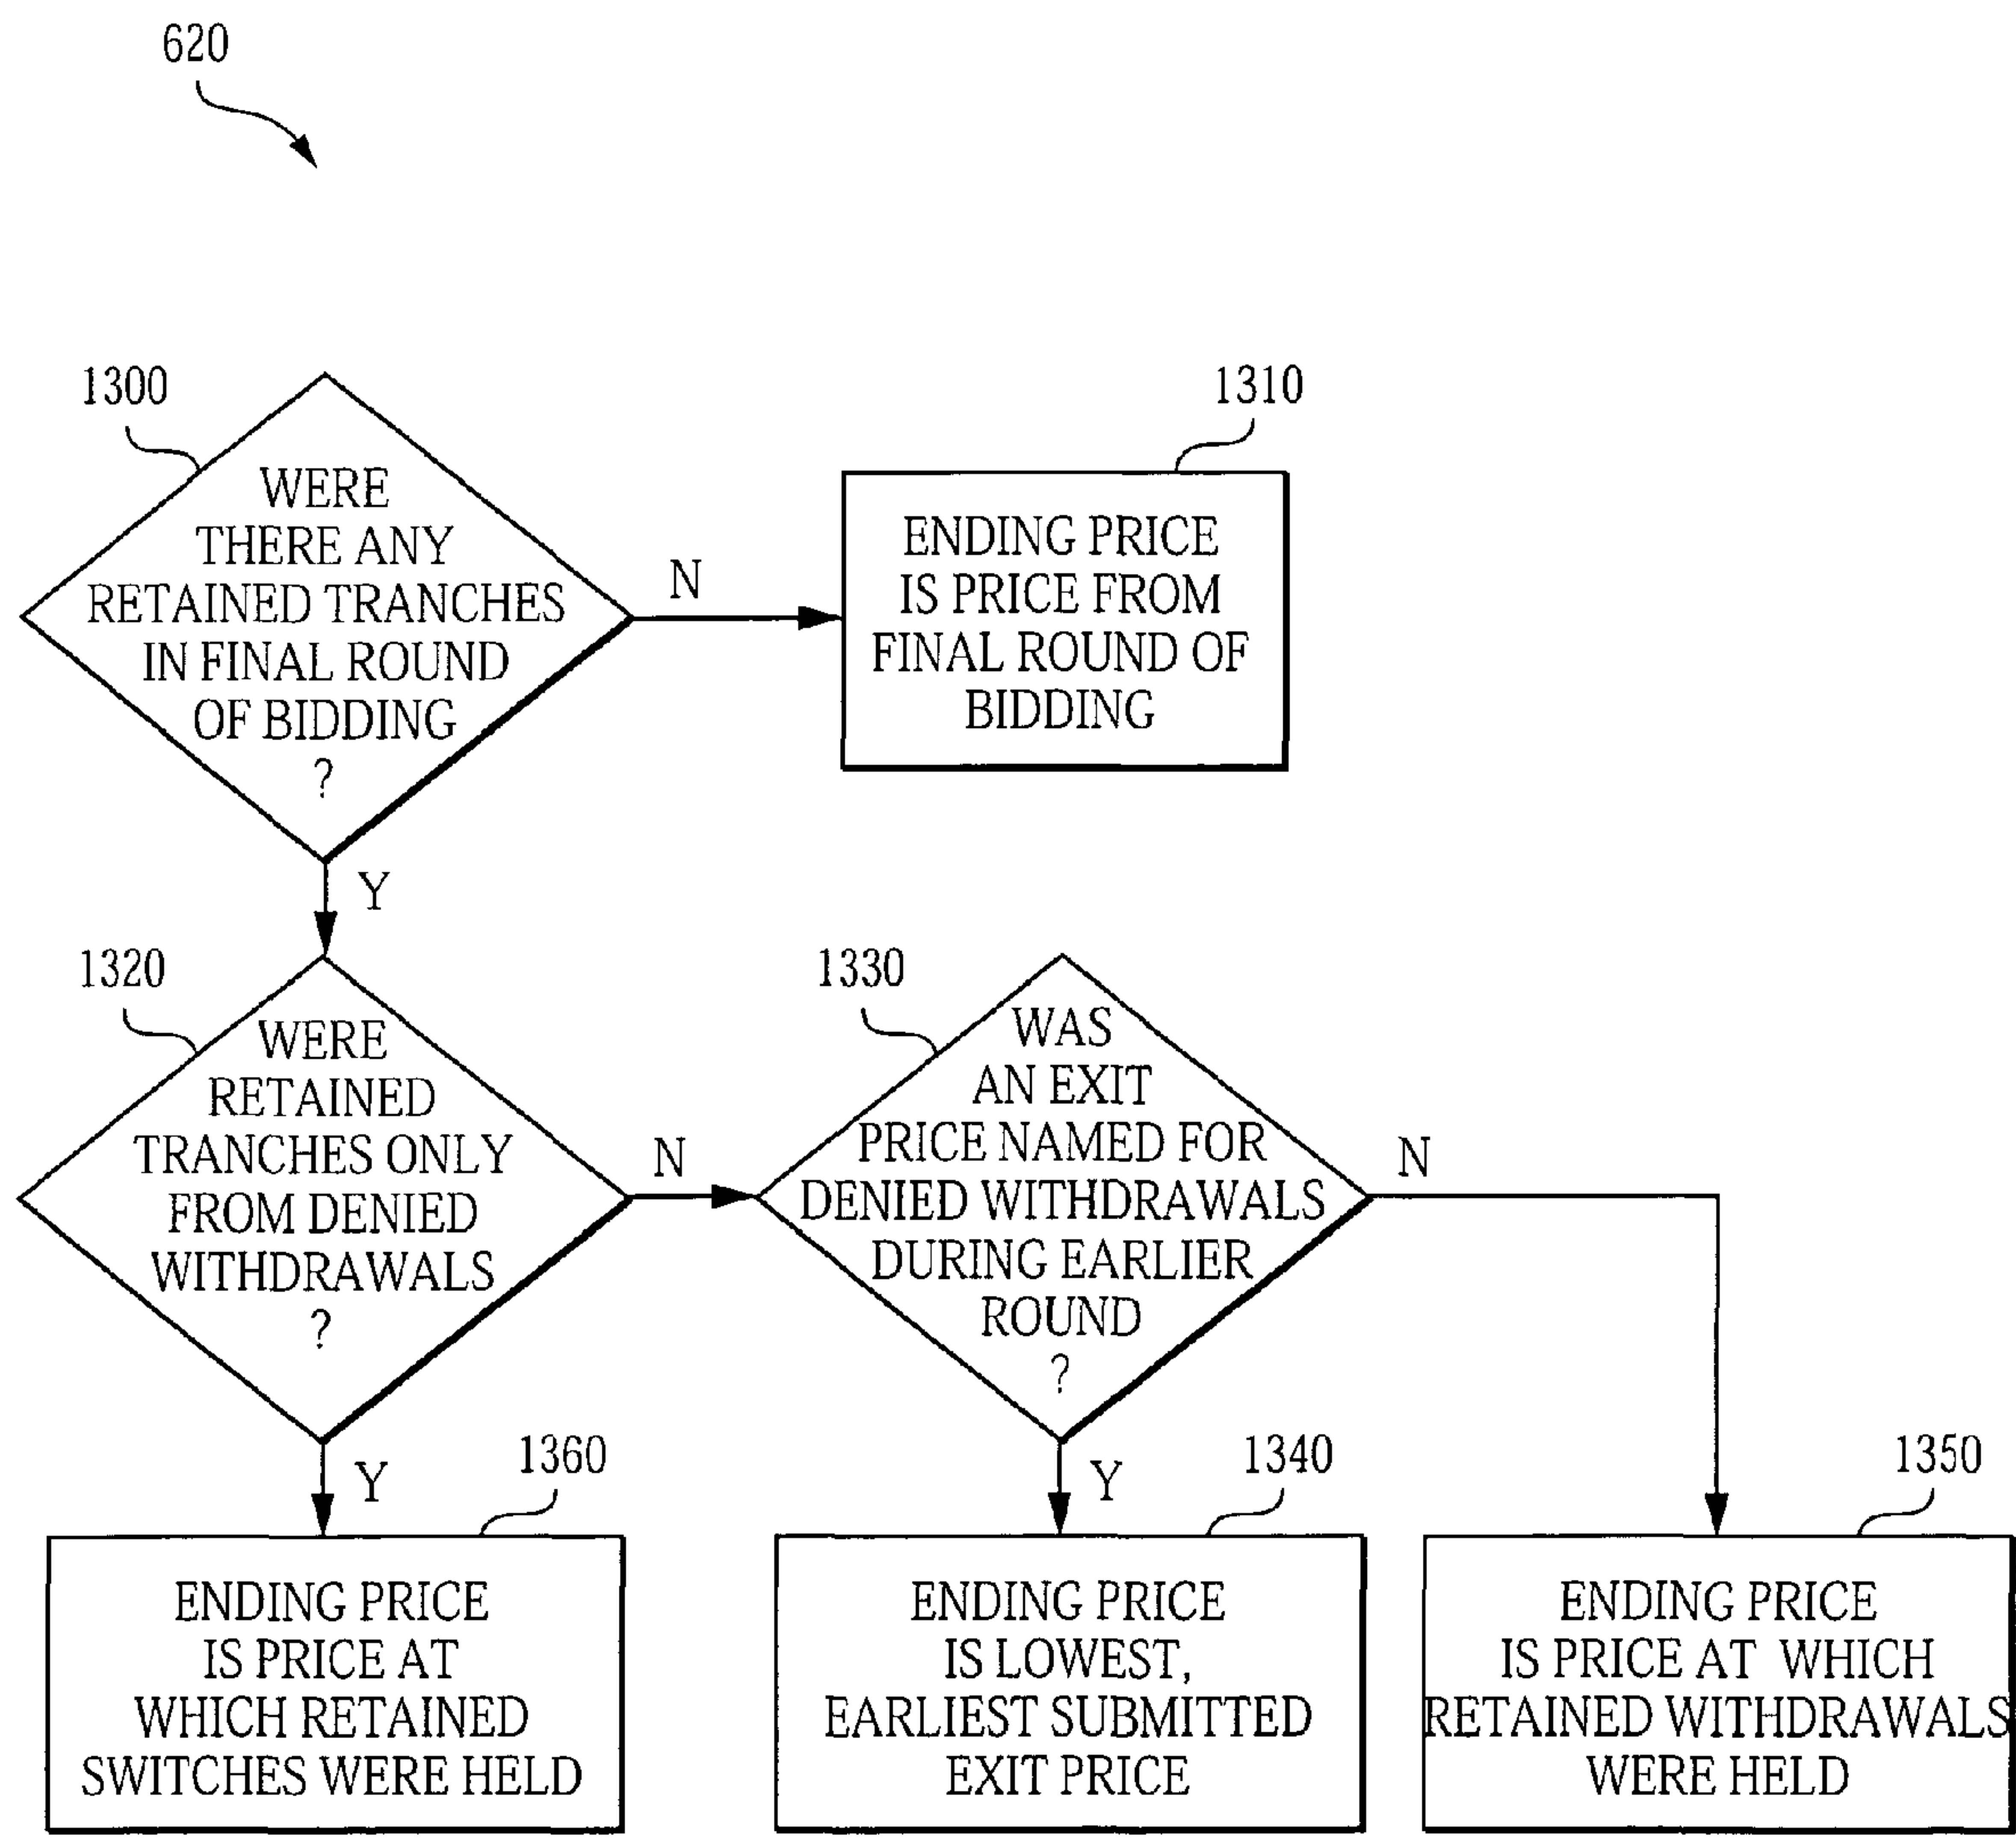 620
1300
WERE
THERE ANY
RETAINED TRANCHES
IN FINAL ROUND
OF BIDDING
?
N
1310
ENDING PRICE
IS PRICE FROM
FINAL ROUND OF
BIDDING
Y
1320
WERE
RETAINED
TRANCHES ONLY
FROM DENIED
WITHDRAWALS
?
N
1330
WAS
AN EXIT
PRICE NAMED FOR
DENIED WITHDRAWALS
DURING EARLIER
ROUND
?
N
Y
1360
ENDING PRICE
IS PRICE AT
WHICH RETAINED
SWITCHES WERE HELD
Y
1340
ENDING PRICE
IS LOWEST,
EARLIEST SUBMITTED
EXIT PRICE
1350
ENDING PRICE
IS PRICE AT WHICH
RETAINED WITHDRAWALS
WERE HELD